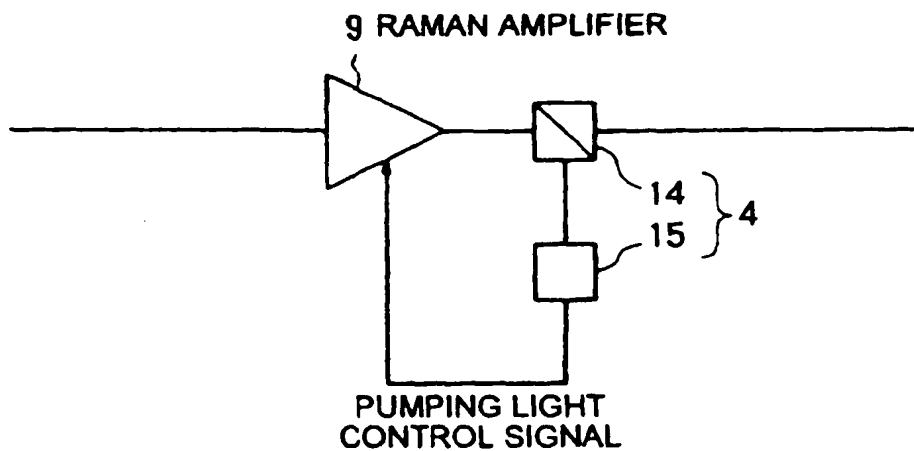 9 RAMAN AMPLIFIER
14
4
15
PUMPING LIGHT
CONTROL SIGNAL